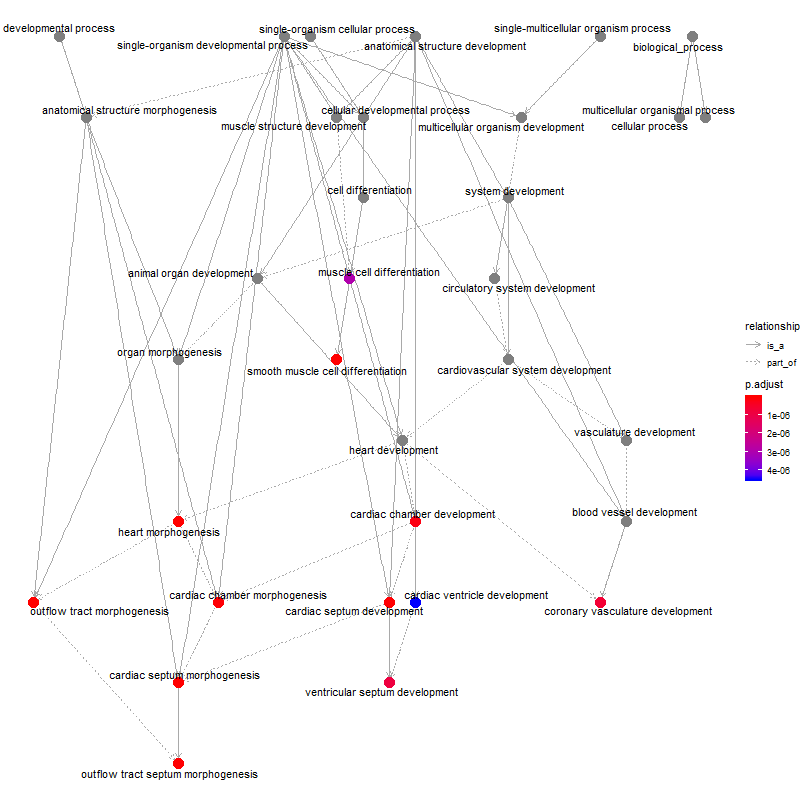 developmental process
single-organism cellular process
single-multicellular organism process
single-organism developmental process
anatomical structure development
biological_process
anatomical structure morphogenesis
cellular developmental process
multicellular organismal process
muscle structure development
multicellular organism development
cellular process
cell differentiation
system development
animal organ development
muscle cell differentiation
circulatory system development
relationship
is_a
organ morphogenesis
part_of
smooth muscle cell differentiation
cardiovascular system development
p.adjust
1e-06
2e-06
3e-06
4e-06
vasculature development
heart development
cardiac chamber development
blood vessel development
heart morphogenesis
cardiac chamber morphogenesis
cardiac ventricle development
outflow tract morphogenesis
cardiac septum development
coronary vasculature development
cardiac septum morphogenesis
ventricular septum development
outflow tract septum morphogenesis